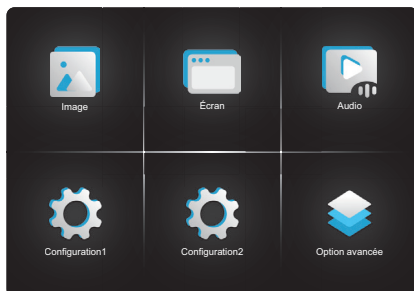 Image
Écran
Audio
Configuration1
Configuration2
Option avancée